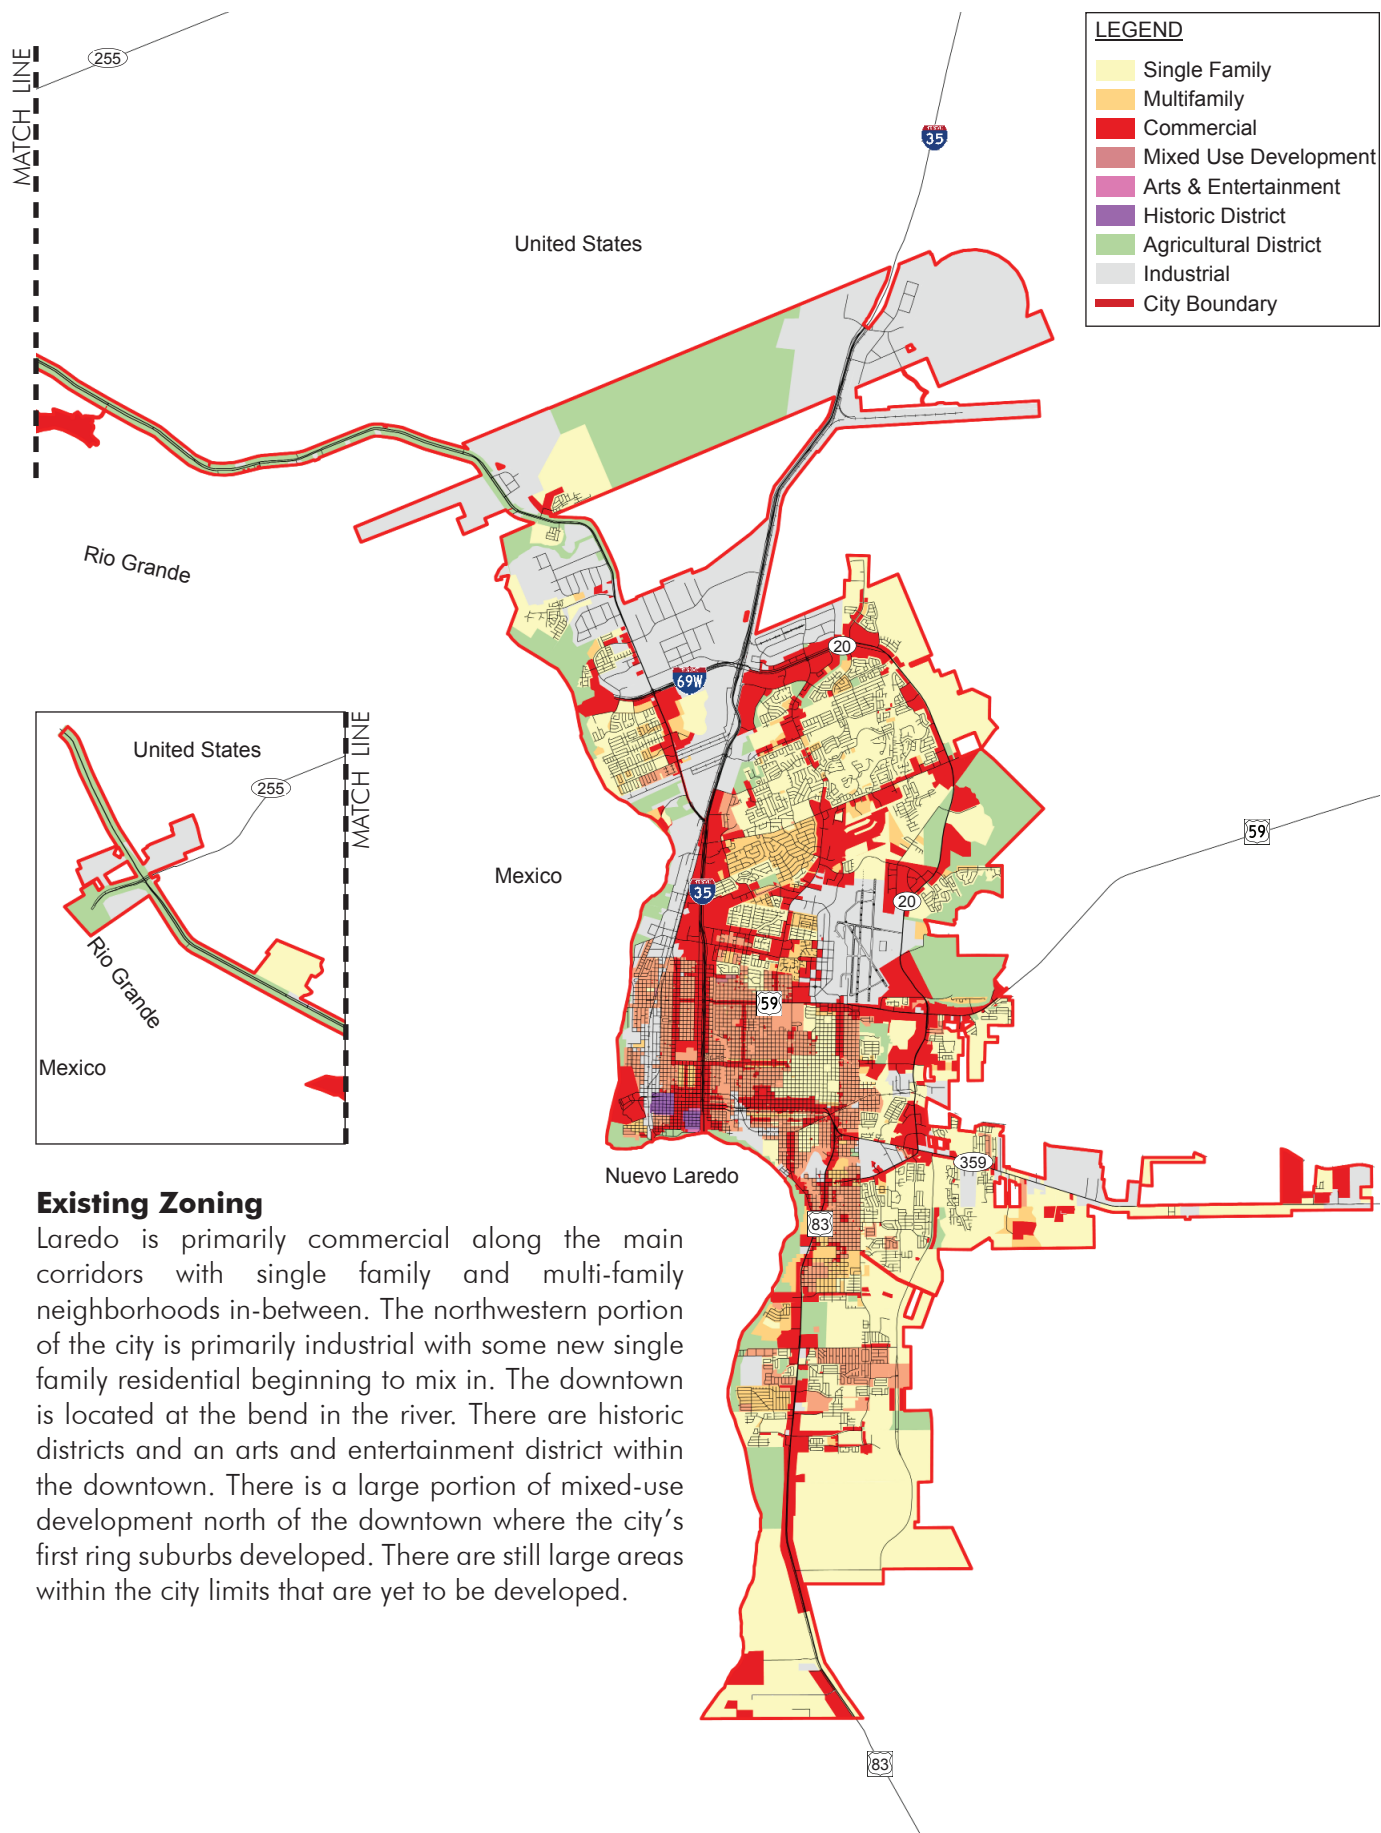 LEGEND
Single Family
Multifamily
Commercial
Mixed Use Development
Arts & Entertainment
Historic District
Agricultural District
Industrial
City Boundary
MATCH LINE
255
35
United States
Rio Grande
20
69W
United States
255
MATCH LINE
Rio Grande
Mexico
59
Mexico
35
20
59
Nuevo Laredo
359
83
83
Existing Zoning
Laredo is primarily commercial along the main
corridors with single family and multi-family
neighborhoods in-between. The northwestern portion
of the city is primarily industrial with some new single
family residential beginning to mix in. The downtown
is located at the bend in the river. There are historic
districts and an arts and entertainment district within
the downtown. There is a large portion of mixed-use
development north of the downtown where the city's
first ring suburbs developed. There are still large areas
within the city limits that are yet to be developed.